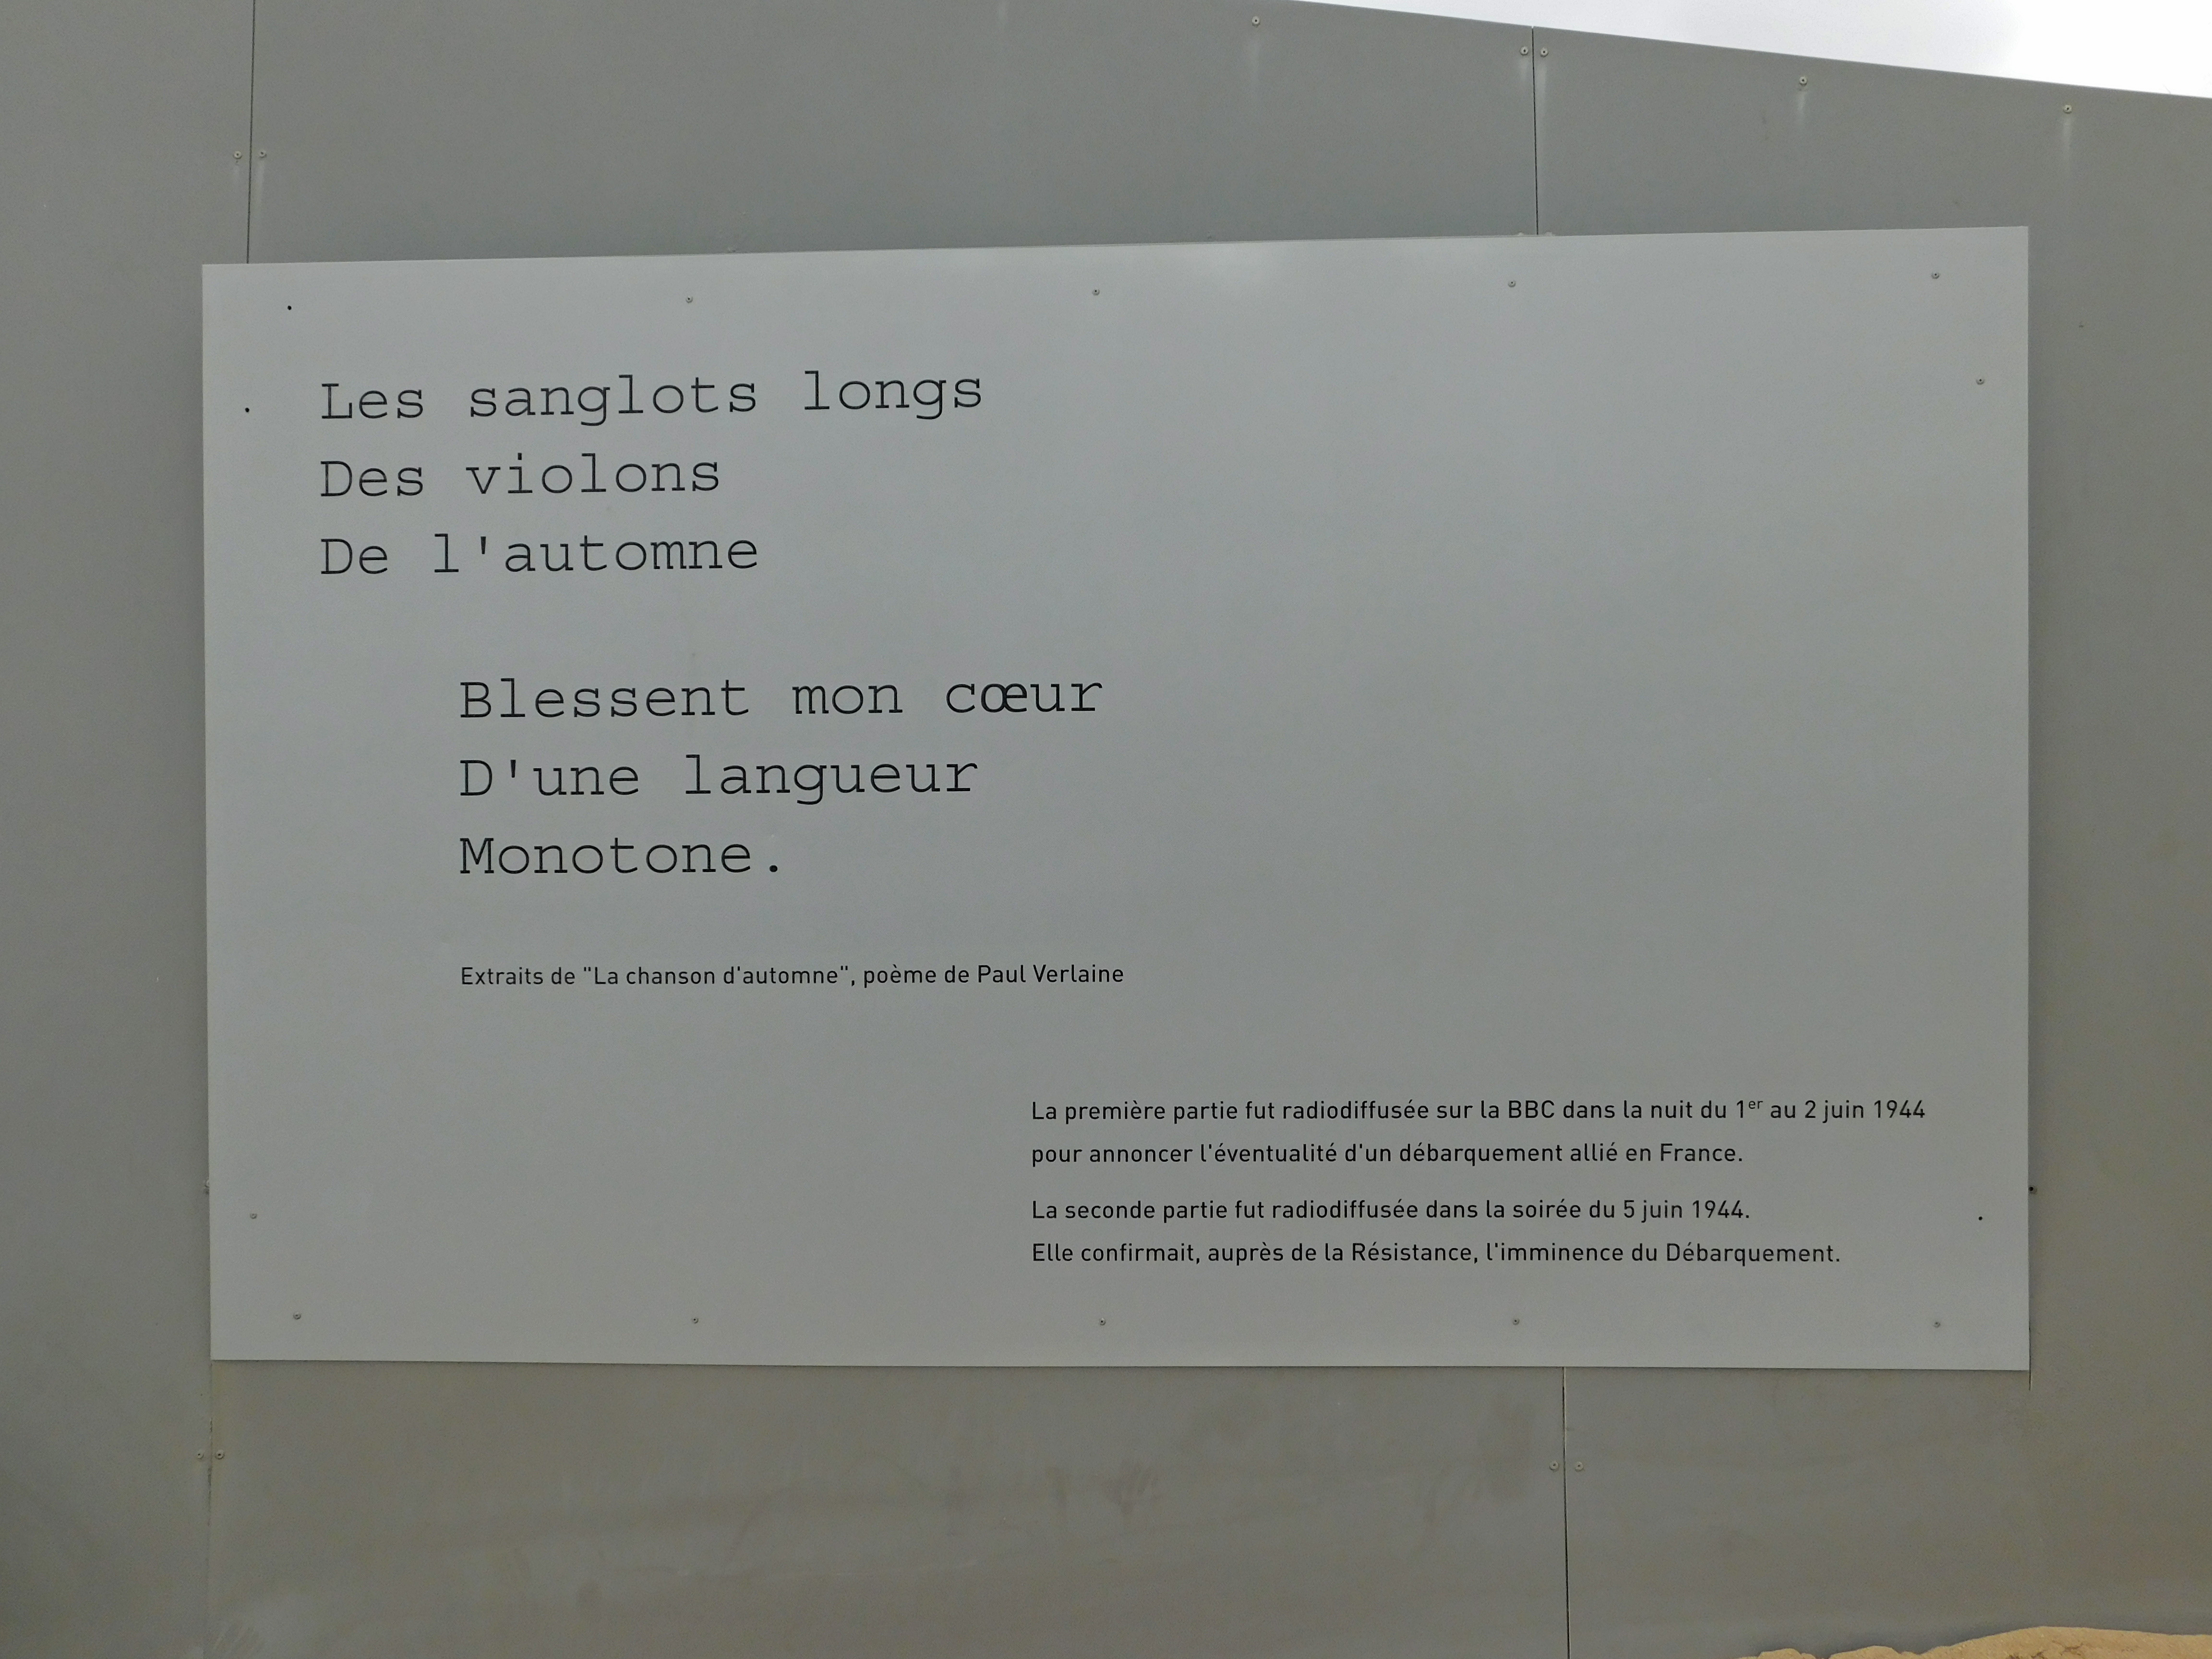 Les sanglots longs
Des violons
De l'automne
Blessent mon cœur
D'une langueur
Monotone.
Extraits de "La chanson d'automne", poème de Paul Verlaine
La première partie fut radiodiffusée sur la BBC dans la nuit du 1er au 2 juin 1944
pour annoncer l'éventualité d'un débarquement allié en France.
La seconde partie fut radiodiffusée dans la soirée du 5 juin 1944.
Elle confirmait, auprès de la Résistance, l'imminence du Débarquement.